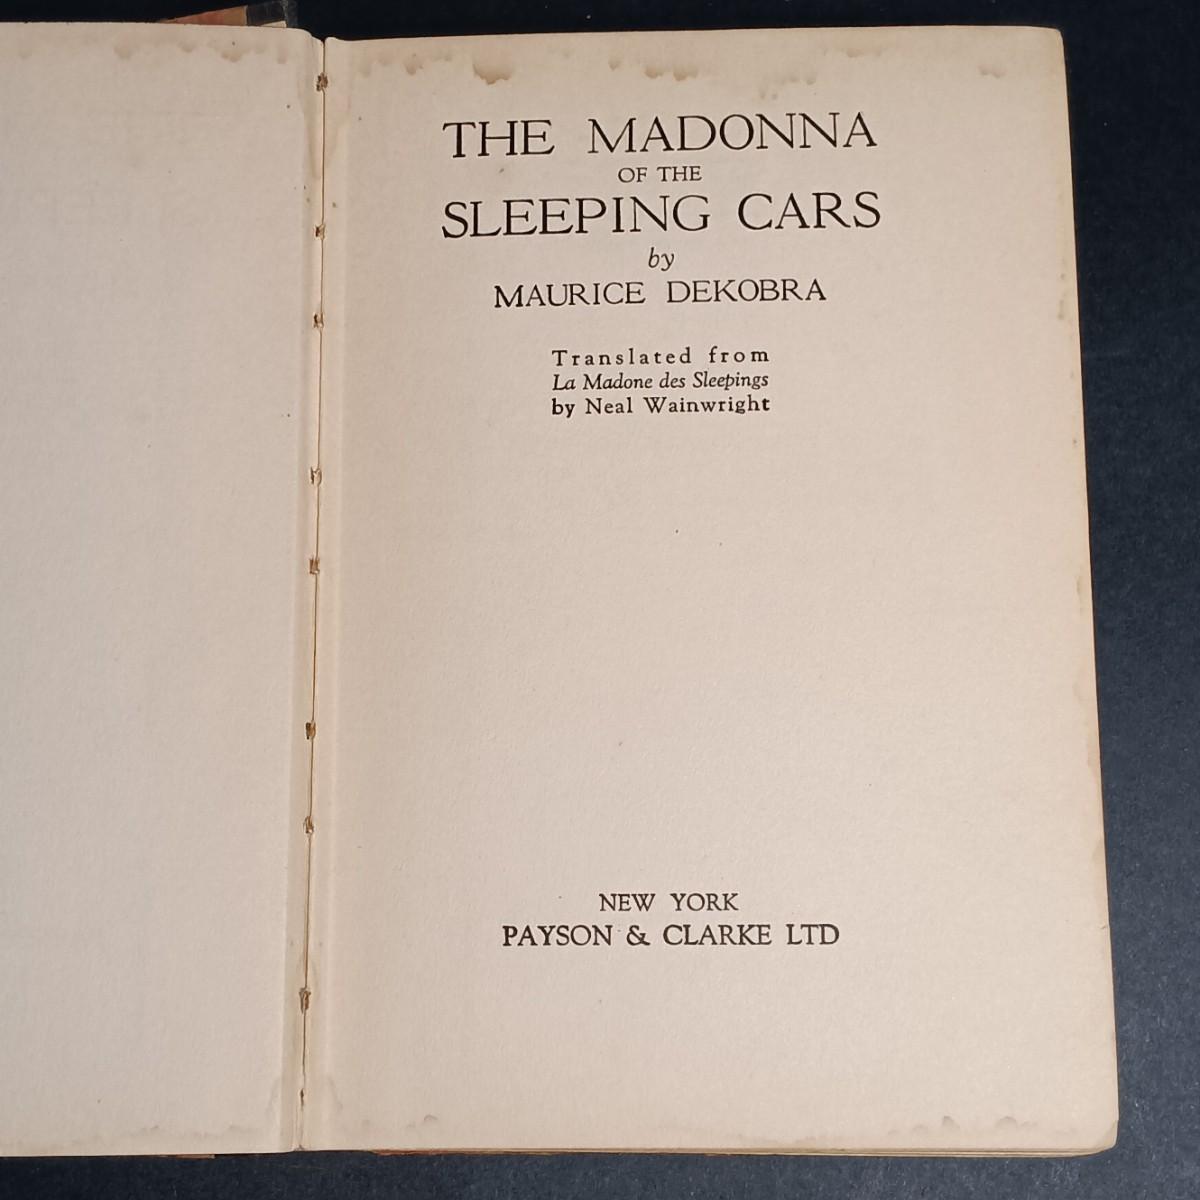 THE MADONNA
OF THE
SLEEPING CARS
by
MAURICE DEKOBRA
Translated from
La Madone des Sleepings
by Neal Wainwright
NEW YORK
PAYSON & CLARKE LTD